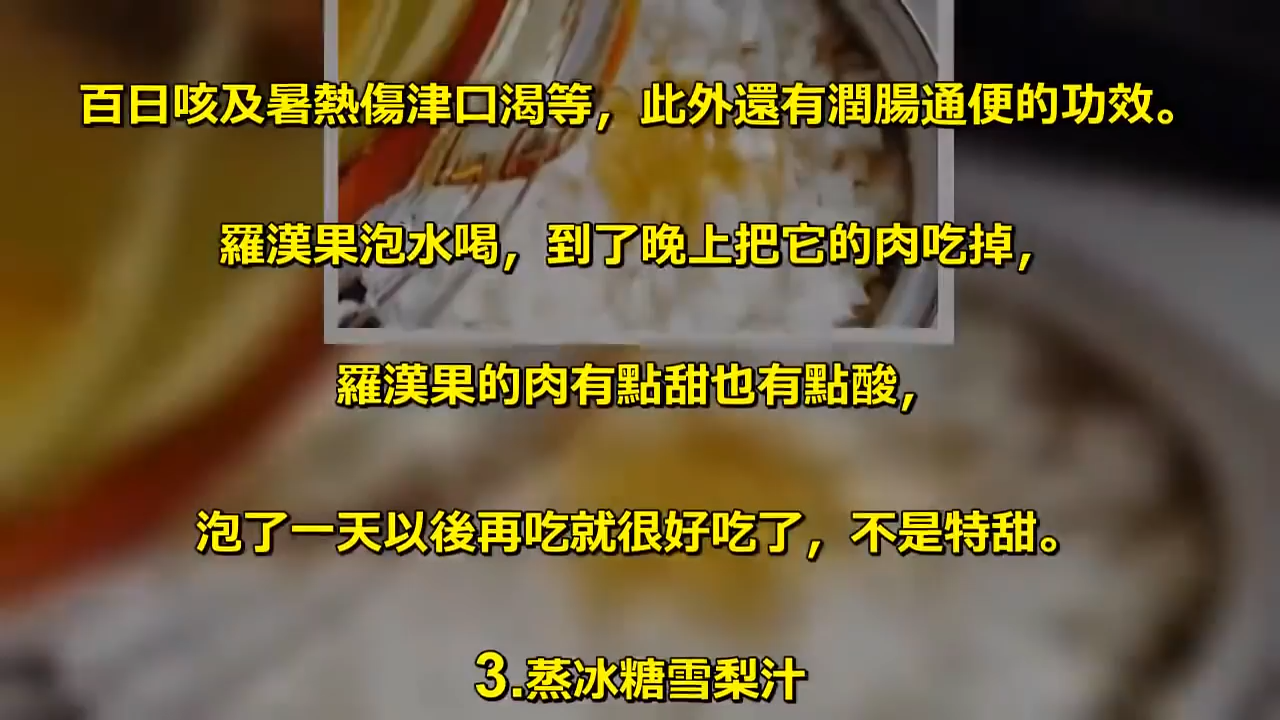 百日咳及暑熱傷津口渴等，此外還有潤腸通便的功效。
羅漢果泡水喝，到了晚上把它的肉吃掉，
羅漢果的肉有點甜也有點酸，
泡了一天以後再吃就很好吃了，不是特甜。
3.蒸冰糖雪梨汁